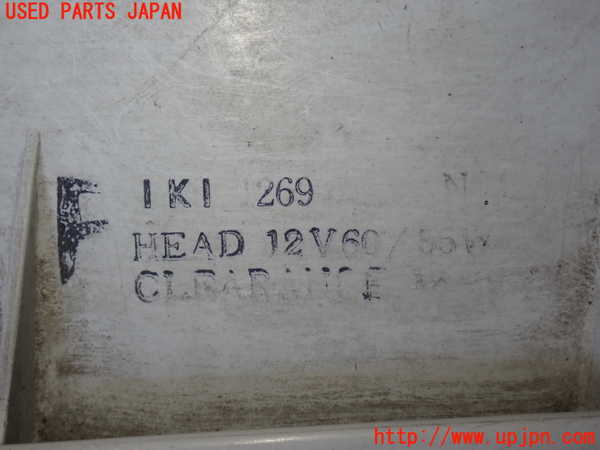 USED PARTS JAPAN
F IKI 269 N
HEAD 12V60/55W
CLEARANCE
http://www.upjpn.com